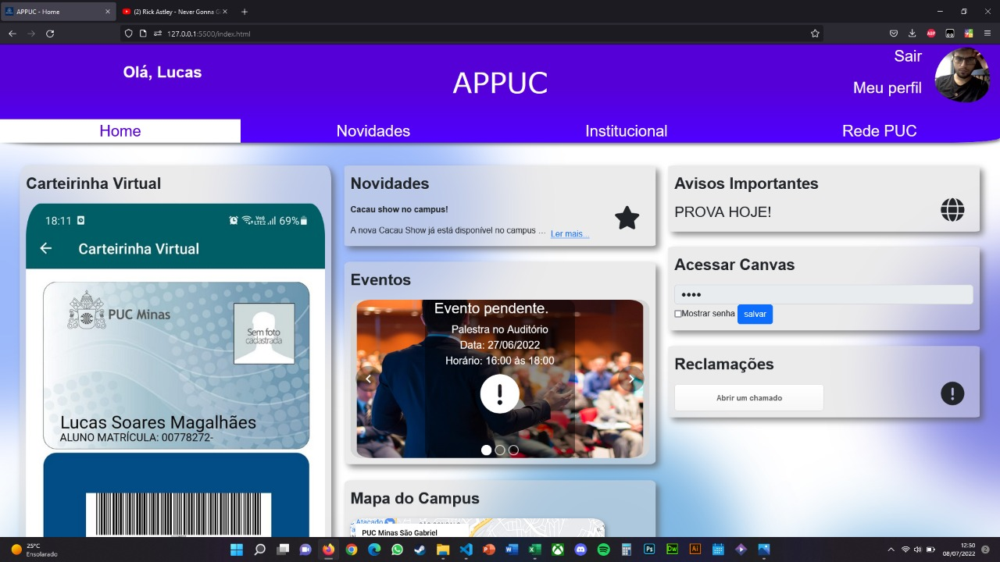 APPUC - Home
(2) Rick Astley - Never Gonna G
127.0.0.1:5500/index.html
Olá, Lucas
APPUC
Sair
Meu perfil
Home
Novidades
Institucional
Rede PUC
Carteirinha Virtual
18:11
69%
Carteirinha Virtual
PUC Minas
Sem foto
cadastrada
Lucas Soares Magalhães
ALUNO MATRÍCULA: 00778272-
Novidades
Cacau show no campus!
A nova Cacau Show já está disponível no campus ... Ler mais...
Eventos
Evento pendente.
Palestra no Auditório
Data: 27/06/2022
Horário: 16:00 às 18:00
Mapa do Campus
Atacado
PUC Minas São Gabriel
Avisos Importantes
PROVA HOJE!
Acessar Canvas
Mostrar senha salvar
Reclamações
Abrir um chamado
25°C
Ensolarado
12:50
08/07/2022